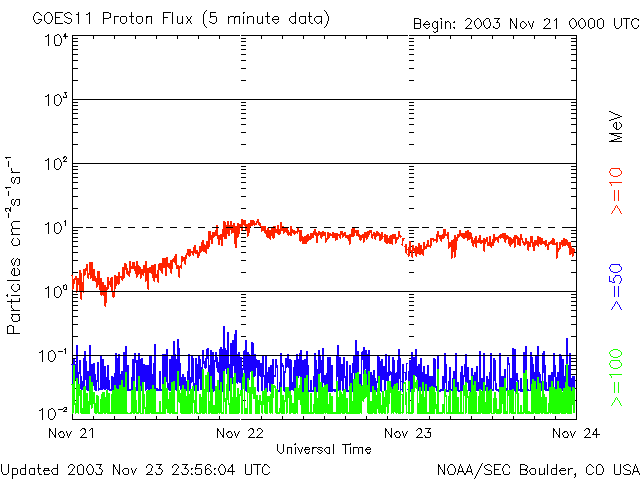 GOES11 Proton Flux (5 minute data)
Begin: 2003 Nov 21 0000 UTC
10⁴
10³
10²
10¹
10⁰
10⁻¹
10⁻²
Particles cm⁻²s⁻¹sr⁻¹
MeV
>=10
>=50
>=100
Nov 21
Nov 22
Nov 23
Nov 24
Universal Time
Updated 2003 Nov 23 23:56:04 UTC
NOAA/SEC Boulder, CO USA